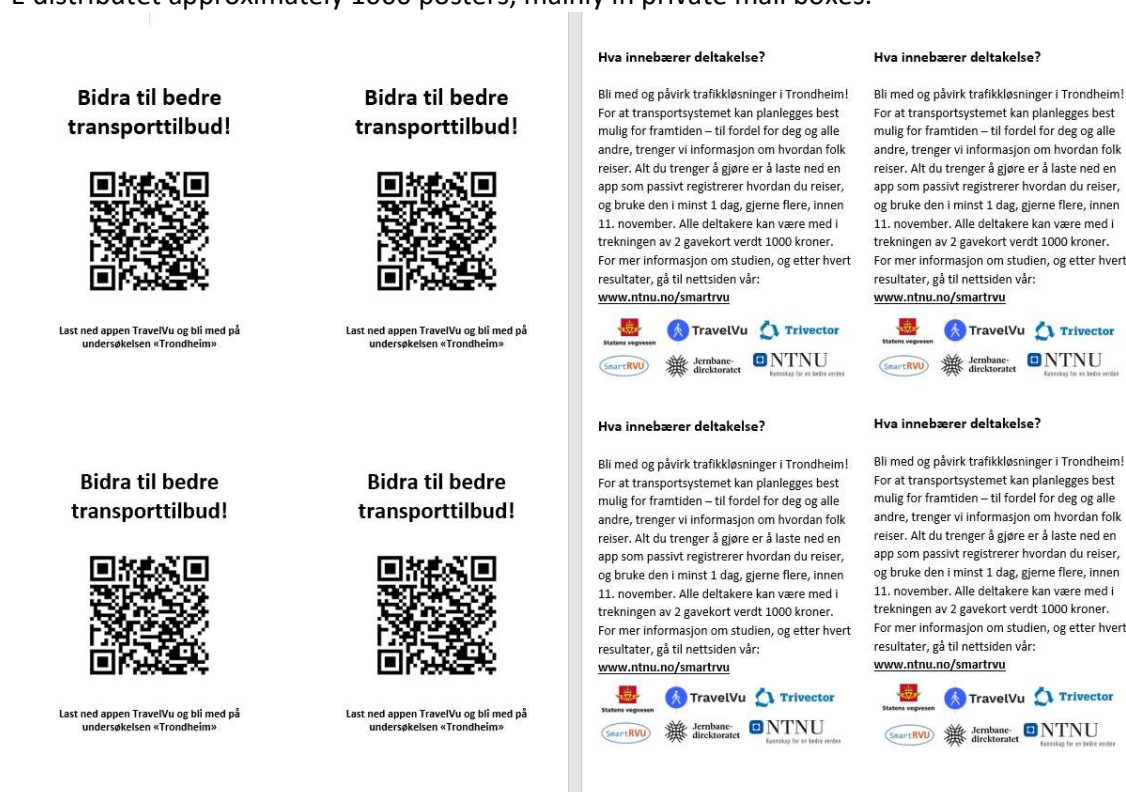 E distributet approximately 1000 posters, mainly in private mail boxes.
Bidra til bedre
transporttilbud!
Last ned appen TravelVu og bli med på
undersøkelsen «Trondheim»
Bidra til bedre
transporttilbud!
Last ned appen TravelVu og bli med på
undersøkelsen «Trondheim»
Bidra til bedre
transporttilbud!
Last ned appen TravelVu og bli med på
undersøkelsen «Trondheim»
Bidra til bedre
transporttilbud!
Last ned appen TravelVu og bli med på
undersøkelsen «Trondheim»
Hva innebærer deltakelse?
Bli med og påvirk trafikkløsninger i Trondheim!
For at transportsystemet kan planlegges best
mulig for framtiden – til fordel for deg og alle
andre, trenger vi informasjon om hvordan folk
reiser. Alt du trenger å gjøre er å laste ned en
app som passivt registrerer hvordan du reiser,
og bruke den i minst 1 dag, gjerne flere, innen
11. november. Alle deltakere kan være med i
trekningen av 2 gavekort verdt 1000 kroner.
For mer informasjon om studien, og etter hvert
resultater, gå til nettsiden vår:
www.ntnu.no/smartrvu
Statens vegvesen TravelVu Trivector
SmartRVU Jernbane-
direktoratet NTNU
Kunnskap for en bedre verden
Hva innebærer deltakelse?
Bli med og påvirk trafikkløsninger i Trondheim!
For at transportsystemet kan planlegges best
mulig for framtiden – til fordel for deg og alle
andre, trenger vi informasjon om hvordan folk
reiser. Alt du trenger å gjøre er å laste ned en
app som passivt registrerer hvordan du reiser,
og bruke den i minst 1 dag, gjerne flere, innen
11. november. Alle deltakere kan være med i
trekningen av 2 gavekort verdt 1000 kroner.
For mer informasjon om studien, og etter hvert
resultater, gå til nettsiden vår:
www.ntnu.no/smartrvu
Statens vegvesen TravelVu Trivector
SmartRVU Jernbane-
direktoratet NTNU
Kunnskap for en bedre verden
Hva innebærer deltakelse?
Bli med og påvirk trafikkløsninger i Trondheim!
For at transportsystemet kan planlegges best
mulig for framtiden – til fordel for deg og alle
andre, trenger vi informasjon om hvordan folk
reiser. Alt du trenger å gjøre er å laste ned en
app som passivt registrerer hvordan du reiser,
og bruke den i minst 1 dag, gjerne flere, innen
11. november. Alle deltakere kan være med i
trekningen av 2 gavekort verdt 1000 kroner.
For mer informasjon om studien, og etter hvert
resultater, gå til nettsiden vår:
www.ntnu.no/smartrvu
Statens vegvesen TravelVu Trivector
SmartRVU Jernbane-
direktoratet NTNU
Kunnskap for en bedre verden
Hva innebærer deltakelse?
Bli med og påvirk trafikkløsninger i Trondheim!
For at transportsystemet kan planlegges best
mulig for framtiden – til fordel for deg og alle
andre, trenger vi informasjon om hvordan folk
reiser. Alt du trenger å gjøre er å laste ned en
app som passivt registrerer hvordan du reiser,
og bruke den i minst 1 dag, gjerne flere, innen
11. november. Alle deltakere kan være med i
trekningen av 2 gavekort verdt 1000 kroner.
For mer informasjon om studien, og etter hvert
resultater, gå til nettsiden vår:
www.ntnu.no/smartrvu
Statens vegvesen TravelVu Trivector
SmartRVU Jernbane-
direktoratet NTNU
Kunnskap for en bedre verden